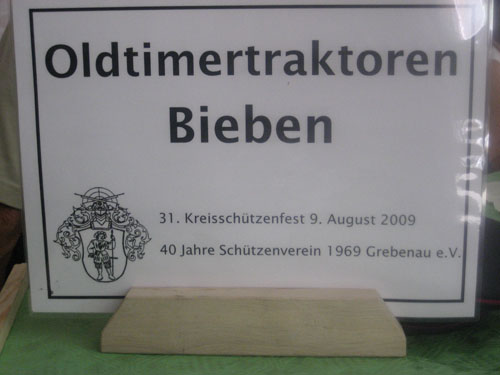 Oldtimertraktoren
Bieben
31. Kreisschützenfest 9. August 2009
40 Jahre Schützenverein 1969 Grebenau e.V.